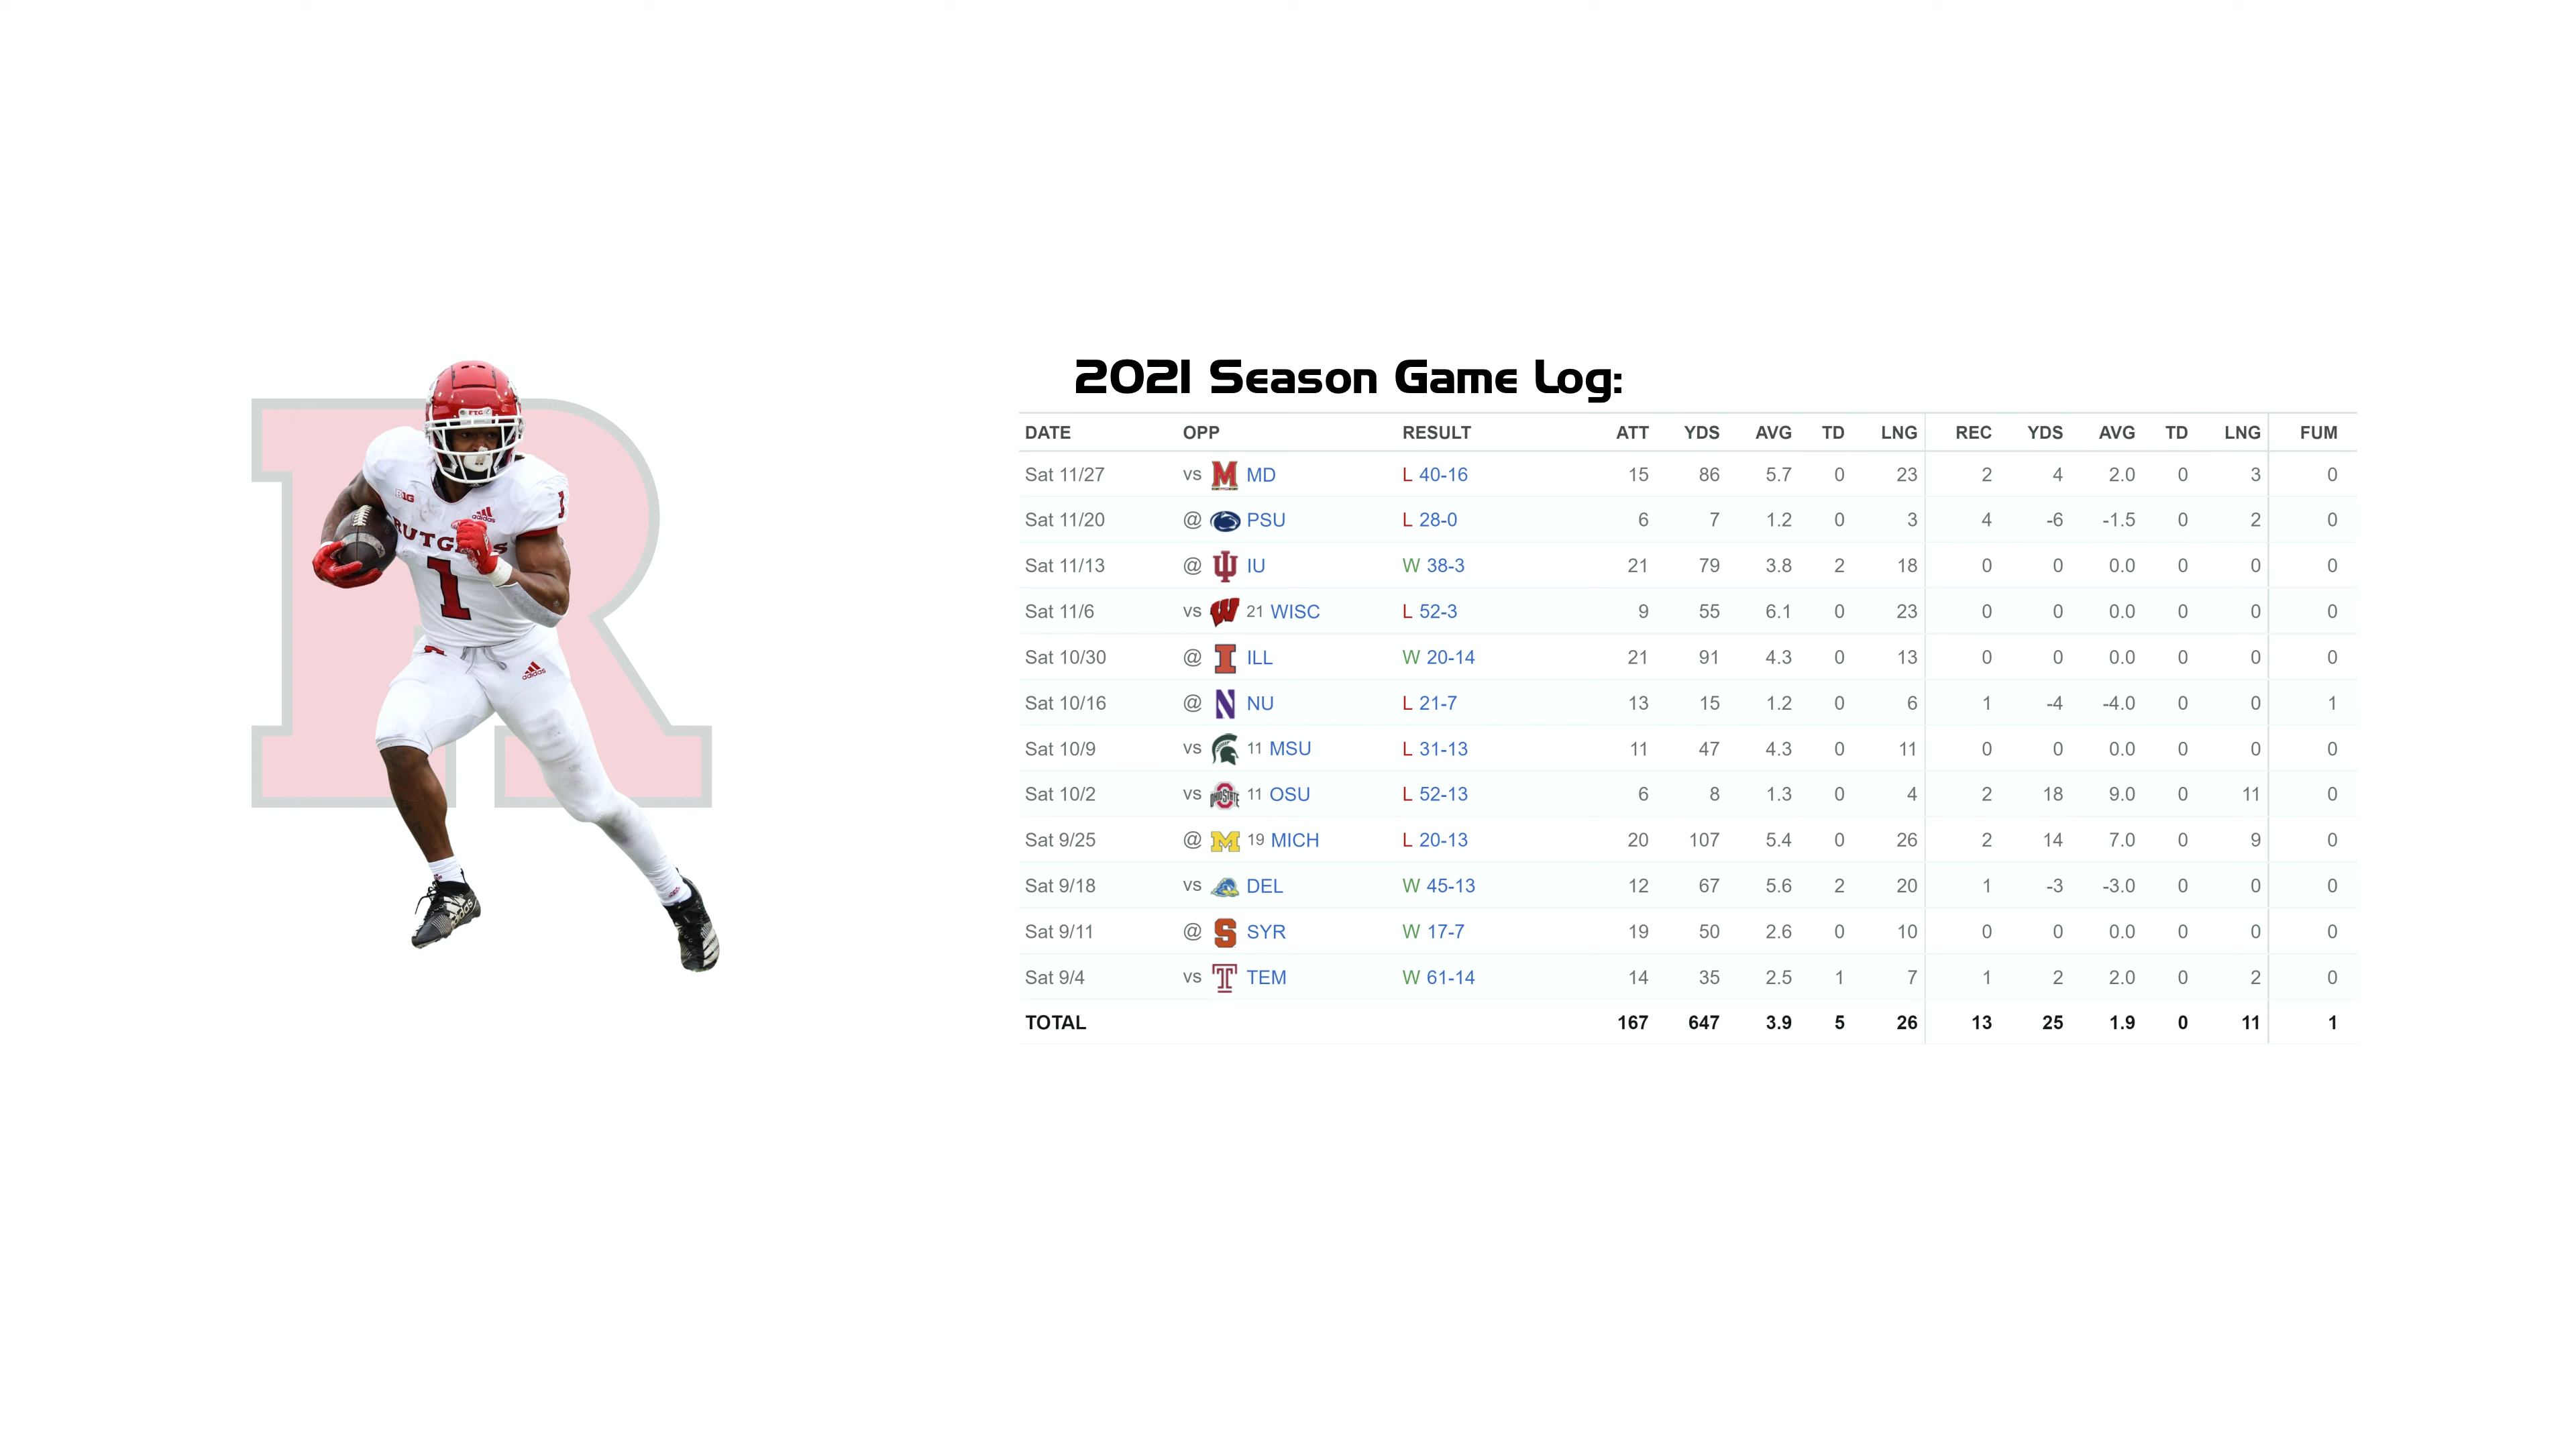 2021 Season Game Log:
DATE OPP RESULT ATT YDS AVG TD LNG REC YDS AVG TD LNG FUM
Sat 11/27 vs M MD L 40-16 15 86 5.7 0 23 2 4 2.0 0 3 0
Sat 11/20 @ PSU L 28-0 6 7 1.2 0 3 4 -6 -1.5 0 2 0
Sat 11/13 @ IU W 38-3 21 79 3.8 2 18 0 0 0.0 0 0 0
Sat 11/6 vs W 21 WISC L 52-3 9 55 6.1 0 23 0 0 0.0 0 0 0
Sat 10/30 @ I ILL W 20-14 21 91 4.3 0 13 0 0 0.0 0 0 0
Sat 10/16 @ N NU L 21-7 13 15 1.2 0 6 1 -4 -4.0 0 0 1
Sat 10/9 vs 11 MSU L 31-13 11 47 4.3 0 11 0 0 0.0 0 0 0
Sat 10/2 vs OHIO STATE 11 OSU L 52-13 6 8 1.3 0 4 2 18 9.0 0 11 0
Sat 9/25 @ M 19 MICH L 20-13 20 107 5.4 0 26 2 14 7.0 0 9 0
Sat 9/18 vs DEL W 45-13 12 67 5.6 2 20 1 -3 -3.0 0 0 0
Sat 9/11 @ S SYR W 17-7 19 50 2.6 0 10 0 0 0.0 0 0 0
Sat 9/4 vs T TEM W 61-14 14 35 2.5 1 7 1 2 2.0 0 2 0
TOTAL 167 647 3.9 5 26 13 25 1.9 0 11 1
R
FTC
B1G
adidas
1
RUTGERS
1
adidas
adidas